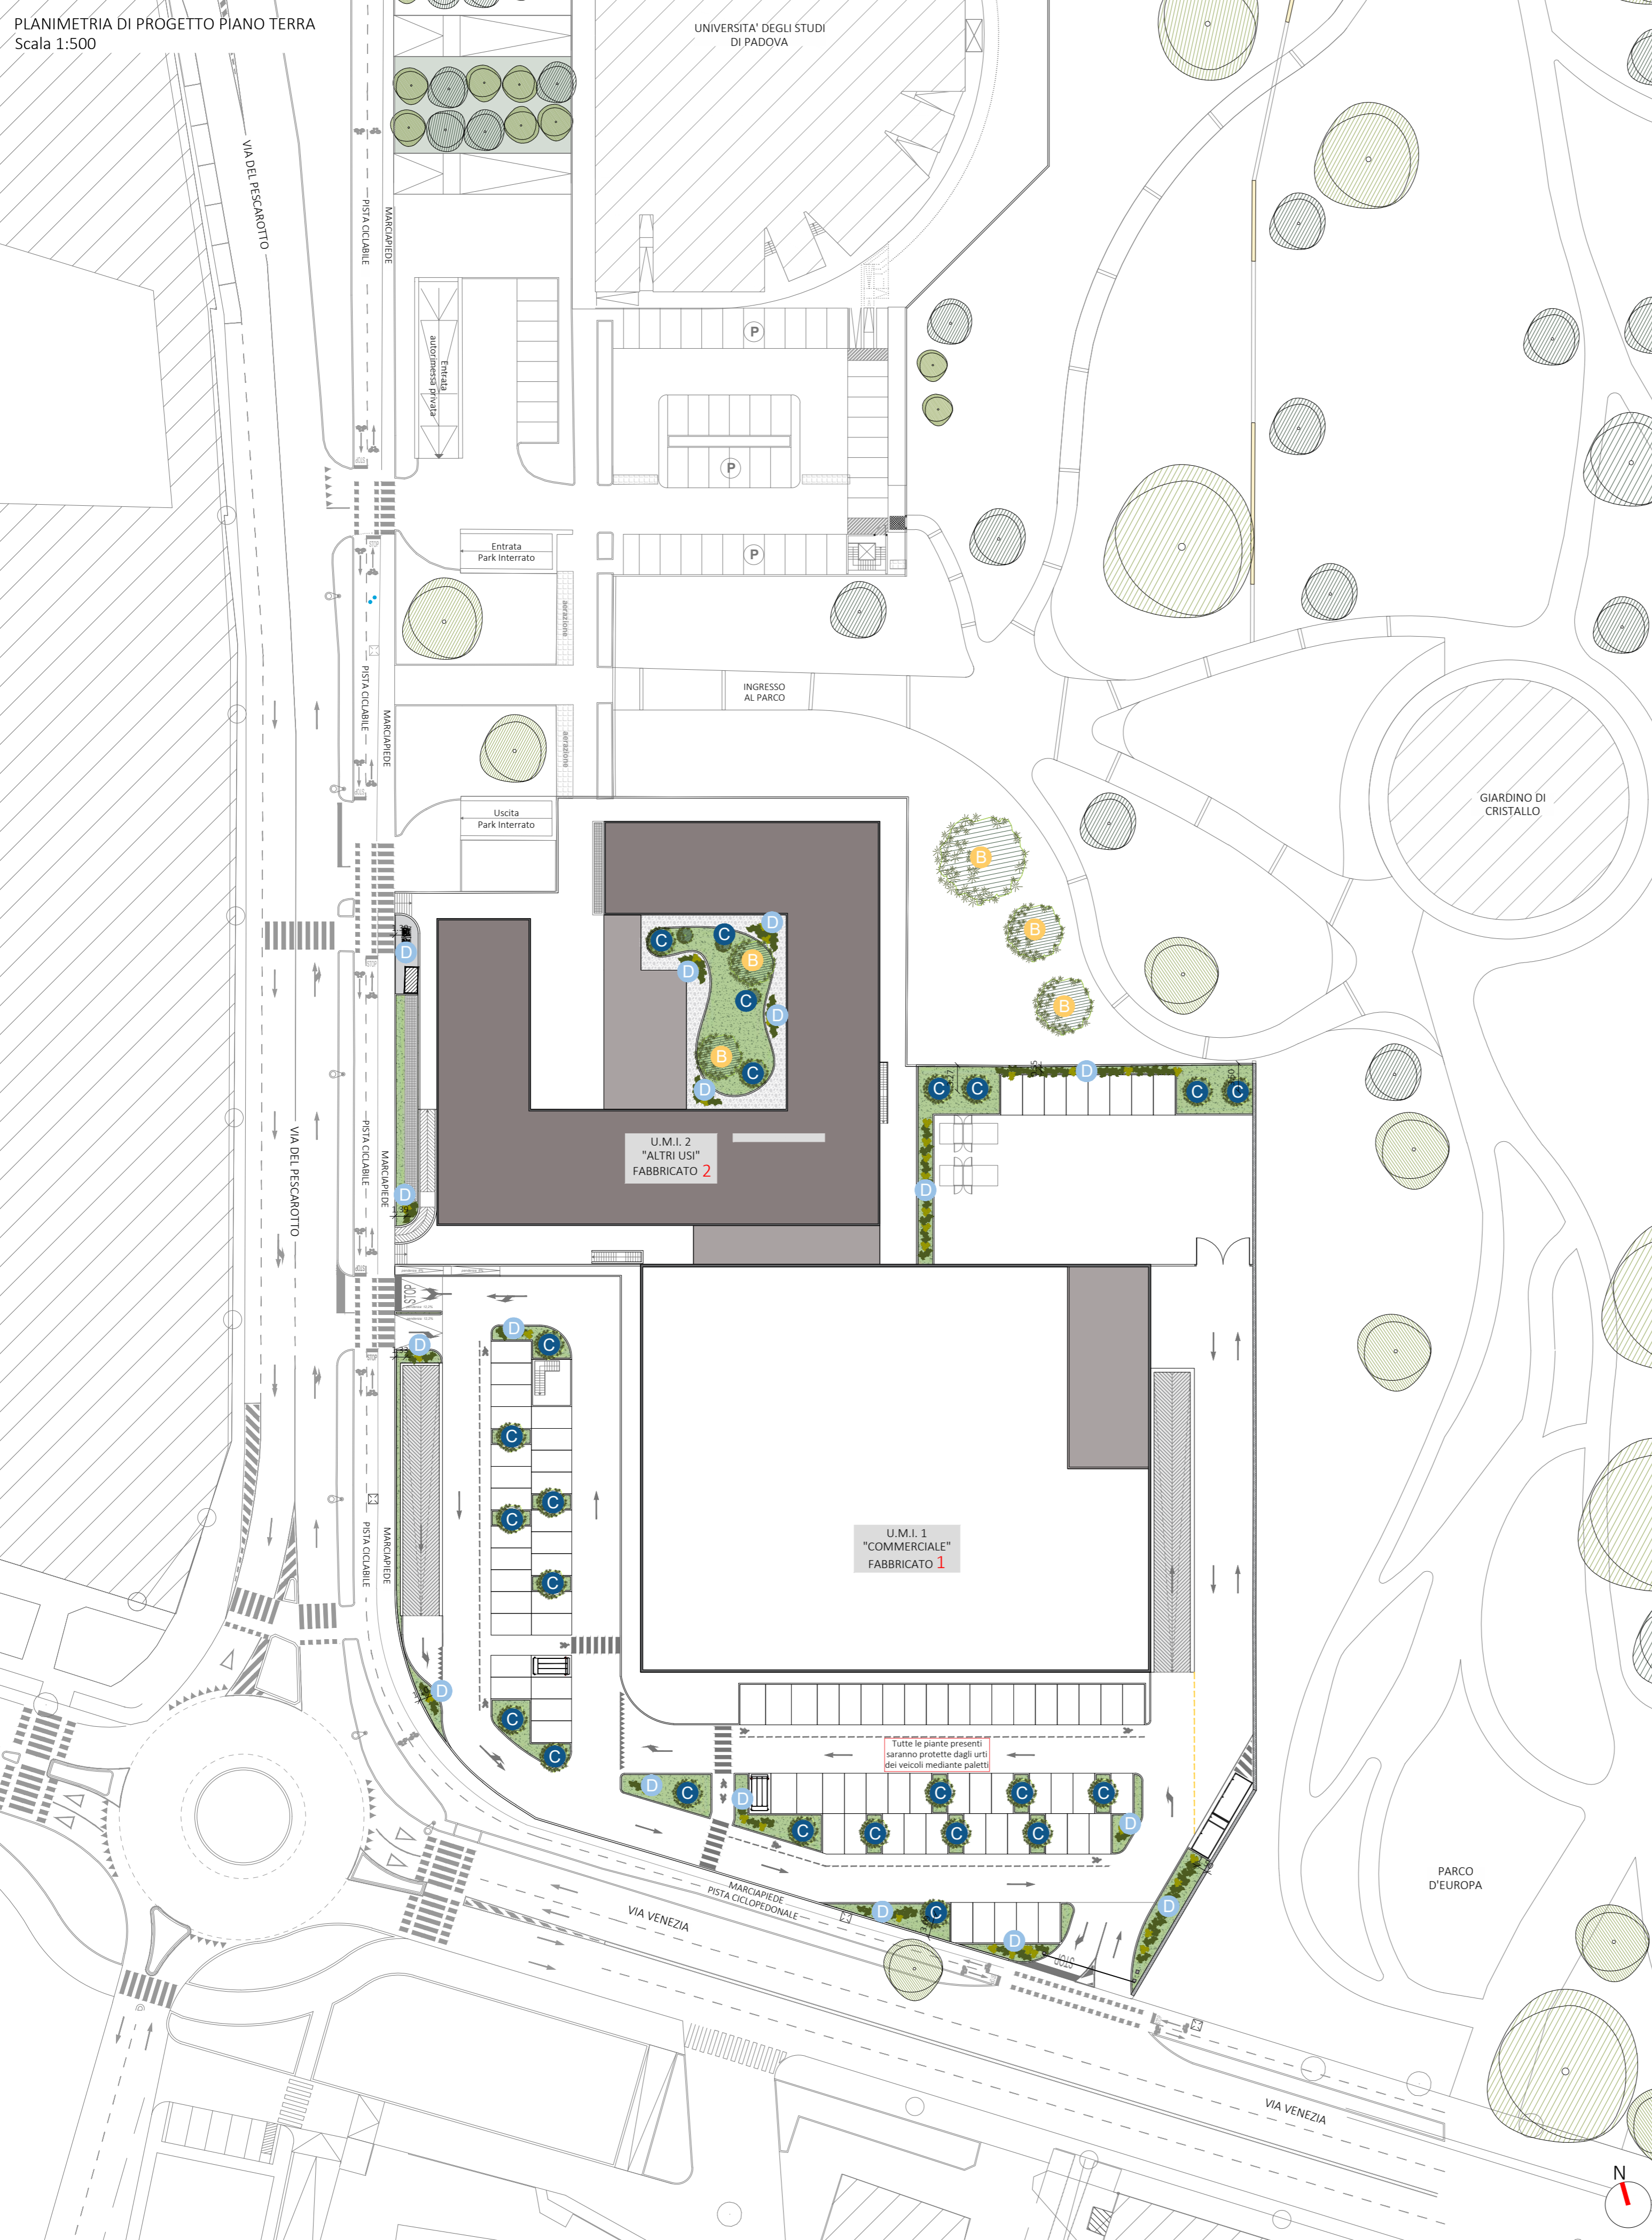 PLANIMETRIA DI PROGETTO PIANO TERRA
Scala 1:500
UNIVERSITA' DEGLI STUDI
DI PADOVA
VIA DEL PESCAROTTO
PISTA CICLABILE
MARCIAPIEDE
P
Entrata
autorimessa privata
P
Entrata
Park Interrato
P
aerazione
PISTA CICLABILE
MARCIAPIEDE
INGRESSO
AL PARCO
aerazione
Uscita
Park Interrato
GIARDINO DI
CRISTALLO
B
B
B
D
C
C
D
B
D
C
D
B
C
D
D
D
C
C
D
C
C
D
VIA DEL PESCAROTTO
PISTA CICLABILE
MARCIAPIEDE
U.M.I. 2
"ALTRI USI"
FABBRICATO 2
STOP
D
D
C
C
C
C
C
PISTA CICLABILE
MARCIAPIEDE
U.M.I. 1
"COMMERCIALE"
FABBRICATO 1
D
C
C
Tutte le piante presenti
saranno protette dagli urti
dei veicoli mediante paletti
D
C
D
C
C
C
C
C
C
C
D
MARCIAPIEDE
PISTA CICLOPEDONALE
D
C
D
D
STOP
PARCO
D'EUROPA
VIA VENEZIA
VIA VENEZIA
N